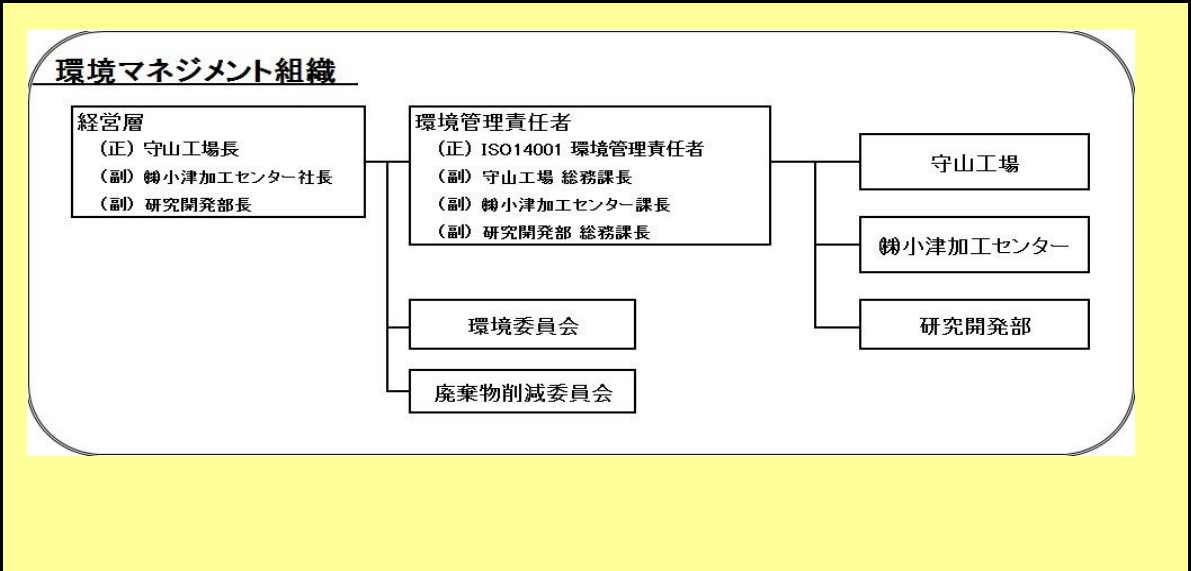 環境マネジメント組織
経営層
(正) 守山工場長
(副) ㈱小津加工センター社長
(副) 研究開発部長
環境管理責任者
(正) ISO14001 環境管理責任者
(副) 守山工場 総務課長
(副) ㈱小津加工センター課長
(副) 研究開発部 総務課長
環境委員会
廃棄物削減委員会
守山工場
㈱小津加工センター
研究開発部